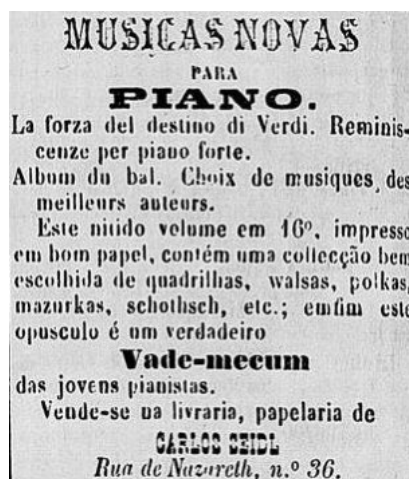 MUSICAS NOVAS
PARA
PIANO.
La forza del destino di Verdi. Reminis-
cenze per piano forte.
Album du bal. Choix de musiques des
meilleurs auteurs.
Este nitido volume em 16º, impresso
em bom papel, contém uma collecção bem
escolhida de quadrilhas, walsas, polkas,
mazurkas, schothsch, etc.; emfim este
opusculo é um verdadeiro
Vade-mecum
das jovens pianistas.
Vende-se na livraria, papelaria de
CARLOS SEIDL
Rua de Nazareth, n.º 36.